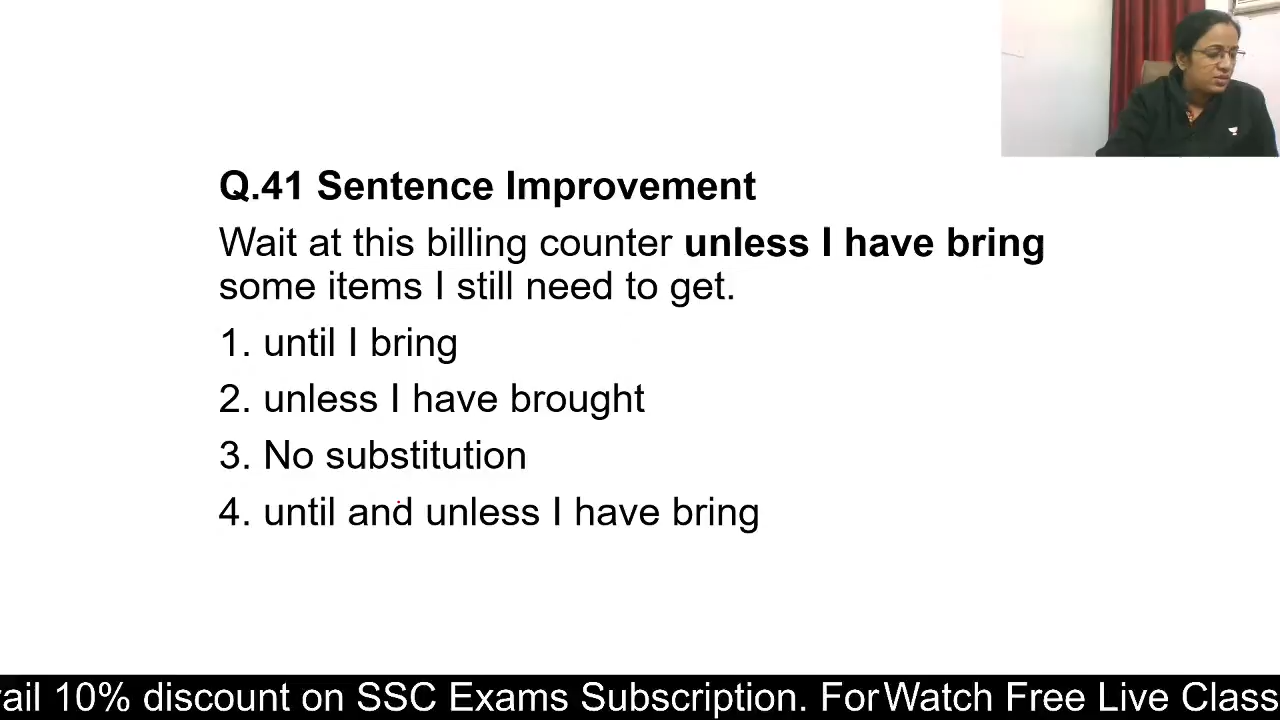 Q.41 Sentence Improvement
Wait at this billing counter unless I have bring
some items I still need to get.
1. until I bring
2. unless I have brought
3. No substitution
4. until and unless I have bring
10% discount on SSC Exams Subscription. For Watch Free Live Class